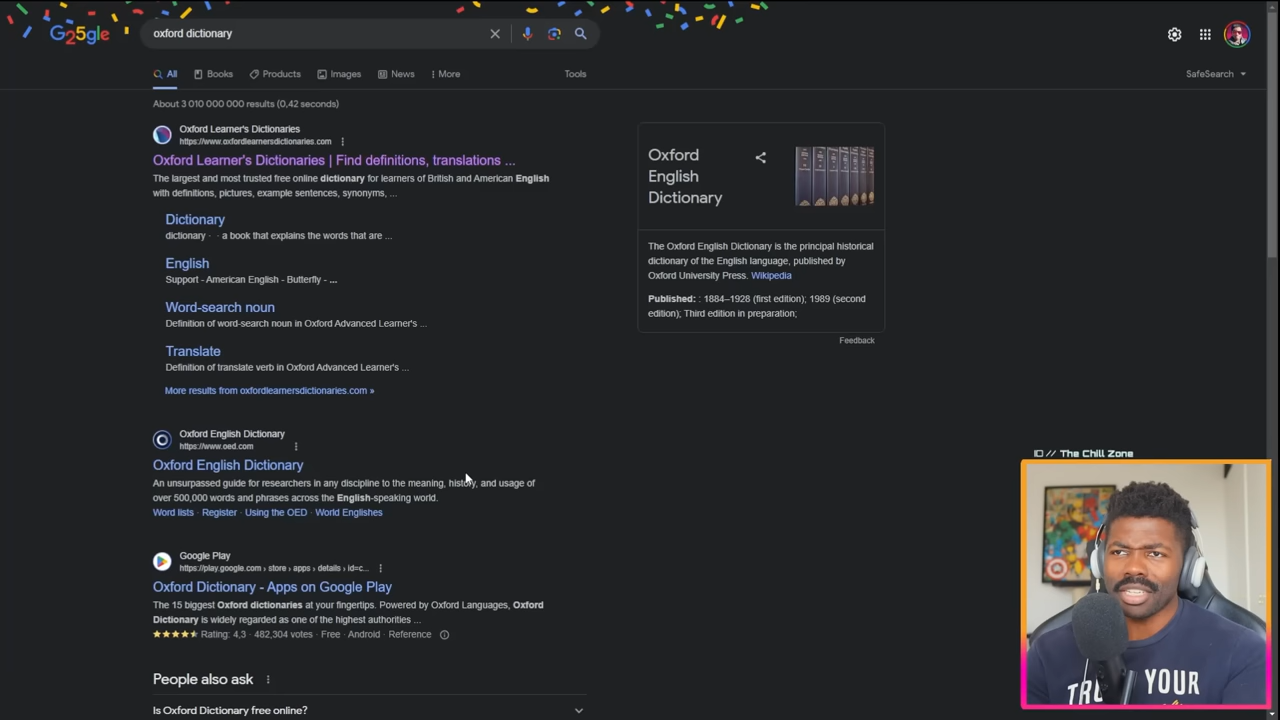 G25gle
oxford dictionary
All Books Products Images News More Tools SafeSearch
About 3 010 000 000 results (0,42 seconds)
Oxford Learner's Dictionaries
https://www.oxfordlearnersdictionaries.com
Oxford Learner's Dictionaries | Find definitions, translations ...
The largest and most trusted free online dictionary for learners of British and American English
with definitions, pictures, example sentences, synonyms, ...
Dictionary
dictionary · · a book that explains the words that are ...
English
Support - American English - Butterfly - ...
Word-search noun
Definition of word-search noun in Oxford Advanced Learner's ...
Translate
Definition of translate verb in Oxford Advanced Learner's ...
More results from oxfordlearnersdictionaries.com »
Oxford English Dictionary
https://www.oed.com
Oxford English Dictionary
An unsurpassed guide for researchers in any discipline to the meaning, history, and usage of
over 500,000 words and phrases across the English-speaking world.
Word lists · Register · Using the OED · World Englishes
Google Play
https://play.google.com › store › apps › details › id=c...
Oxford Dictionary - Apps on Google Play
The 15 biggest Oxford dictionaries at your fingertips. Powered by Oxford Languages, Oxford
Dictionary is widely regarded as one of the highest authorities ...
Rating: 4,3 · 482,304 votes · Free · Android · Reference
People also ask
Is Oxford Dictionary free online?
Oxford
English
Dictionary
The Oxford English Dictionary is the principal historical
dictionary of the English language, published by
Oxford University Press. Wikipedia
Published: : 1884–1928 (first edition); 1989 (second
edition); Third edition in preparation;
Feedback
// The Chill Zone
YOUR